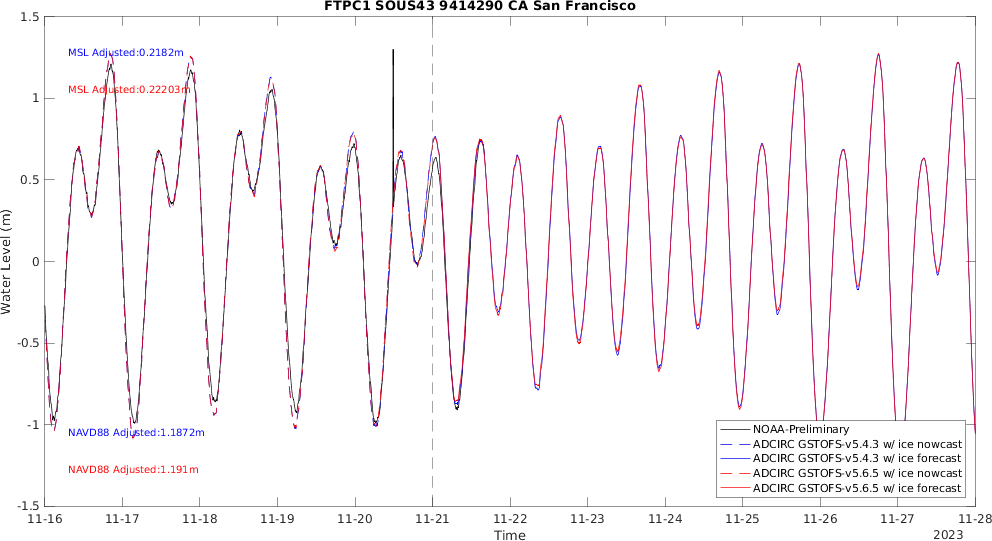 FTPC1 SOUS43 9414290 CA San Francisco
1.5
1
0.5
0
-0.5
-1
-1.5
Water Level (m)
MSL Adjusted:0.2182m
MSL Adjusted:0.22203m
NAVD88 Adjusted:1.1872m
NAVD88 Adjusted:1.191m
NOAA-Preliminary
ADCIRC GSTOFS-v5.4.3 w/ ice nowcast
ADCIRC GSTOFS-v5.4.3 w/ ice forecast
ADCIRC GSTOFS-v5.6.5 w/ ice nowcast
ADCIRC GSTOFS-v5.6.5 w/ ice forecast
11-16 11-17 11-18 11-19 11-20 11-21 11-22 11-23 11-24 11-25 11-26 11-27 11-28
Time
2023